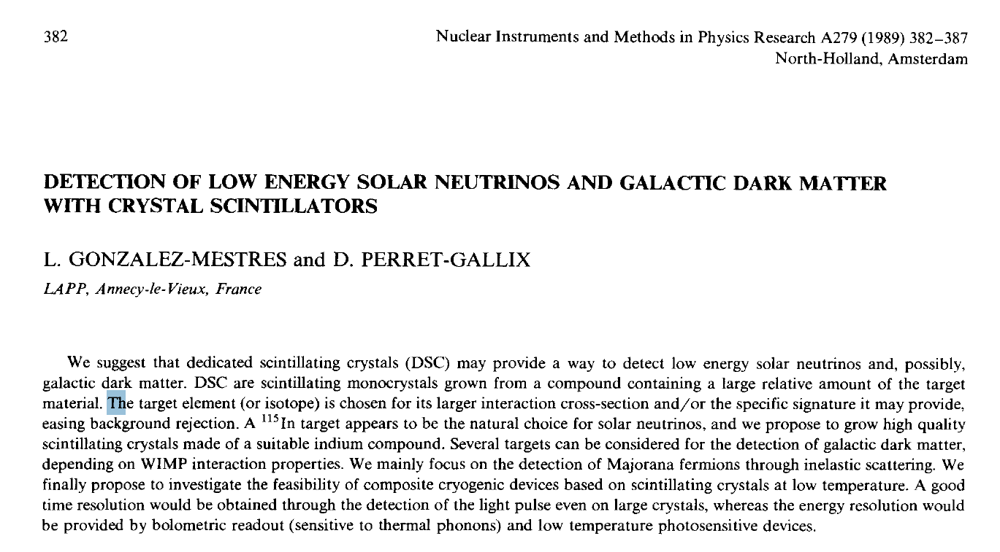 382
Nuclear Instruments and Methods in Physics Research A279 (1989) 382–387
North-Holland, Amsterdam
DETECTION OF LOW ENERGY SOLAR NEUTRINOS AND GALACTIC DARK MATTER
WITH CRYSTAL SCINTILLATORS
L. GONZALEZ-MESTRES and D. PERRET-GALLIX
LAPP, Annecy-le-Vieux, France
We suggest that dedicated scintillating crystals (DSC) may provide a way to detect low energy solar neutrinos and, possibly,
galactic dark matter. DSC are scintillating monocrystals grown from a compound containing a large relative amount of the target
material. The target element (or isotope) is chosen for its larger interaction cross-section and/or the specific signature it may provide,
easing background rejection. A ¹¹⁵In target appears to be the natural choice for solar neutrinos, and we propose to grow high quality
scintillating crystals made of a suitable indium compound. Several targets can be considered for the detection of galactic dark matter,
depending on WIMP interaction properties. We mainly focus on the detection of Majorana fermions through inelastic scattering. We
finally propose to investigate the feasibility of composite cryogenic devices based on scintillating crystals at low temperature. A good
time resolution would be obtained through the detection of the light pulse even on large crystals, whereas the energy resolution would
be provided by bolometric readout (sensitive to thermal phonons) and low temperature photosensitive devices.